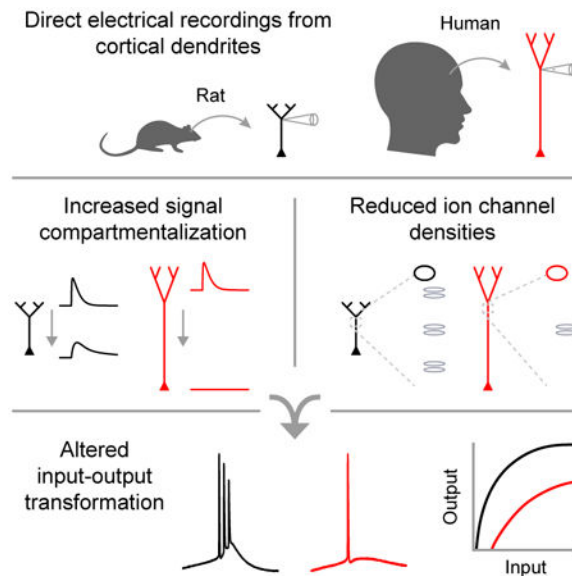 Direct electrical recordings from
cortical dendrites
Human
Rat
Increased signal
compartmentalization
Reduced ion channel
densities
Altered
input-output
transformation
Output
Input